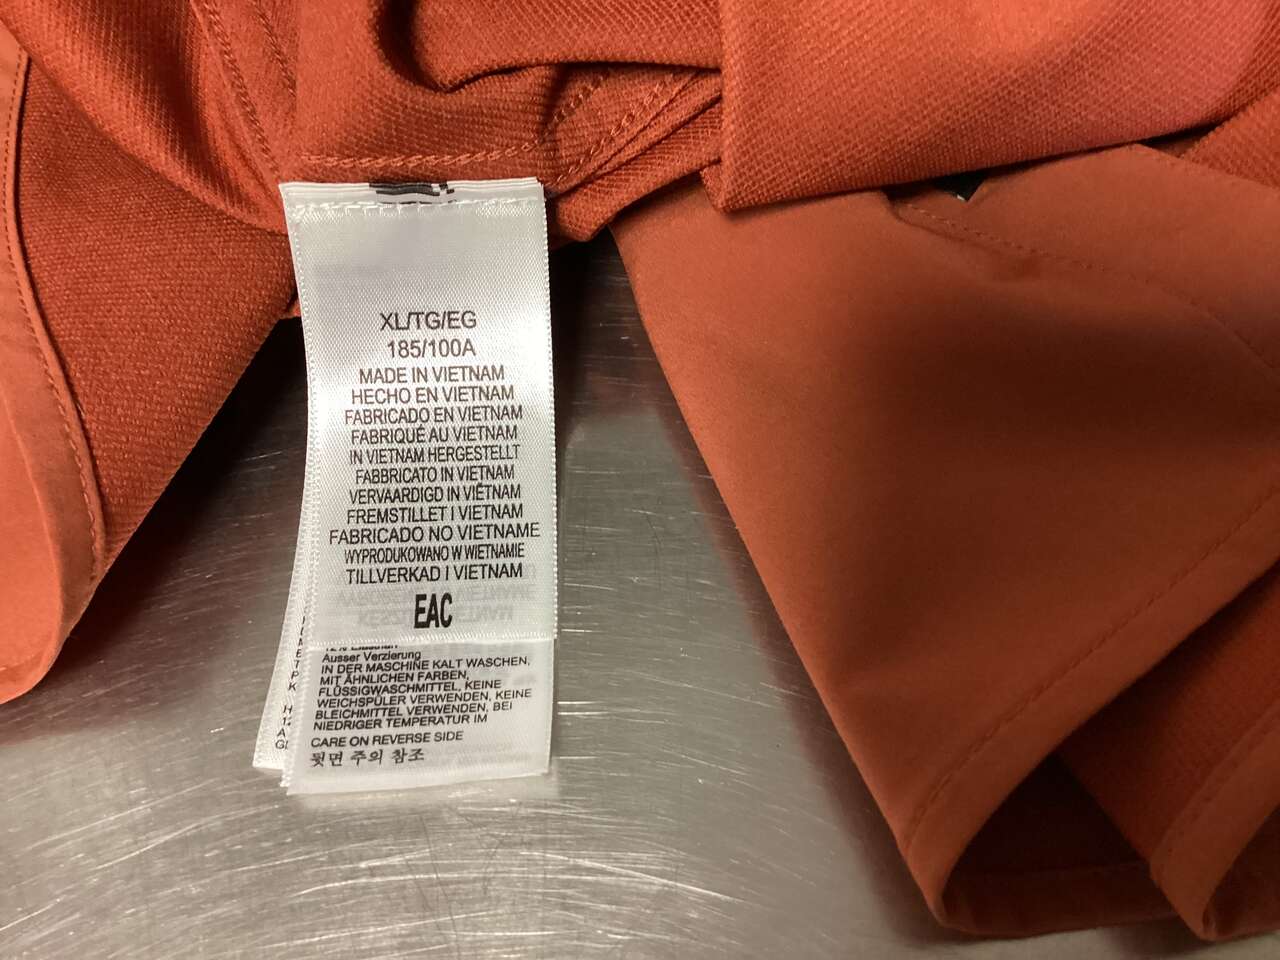 XL/TG/EG
185/100A
MADE IN VIETNAM
HECHO EN VIETNAM
FABRICADO EN VIETNAM
FABRIQUÉ AU VIETNAM
IN VIETNAM HERGESTELLT
FABBRICATO IN VIETNAM
VERVAARDIGD IN VIETNAM
FREMSTILLET I VIETNAM
FABRICADO NO VIETNAME
WYPRODUKOWANO W WIETNAMIE
TILLVERKAD I VIETNAM
EAC
Ausser Verzierung
IN DER MASCHINE KALT WASCHEN,
MIT ÄHNLICHEN FARBEN,
FLÜSSIGWASCHMITTEL, KEINE
WEICHSPÜLER VERWENDEN, KEINE
BLEICHMITTEL VERWENDEN, BEI
NIEDRIGER TEMPERATUR IM
CARE ON REVERSE SIDE
뒷면 주의 참조